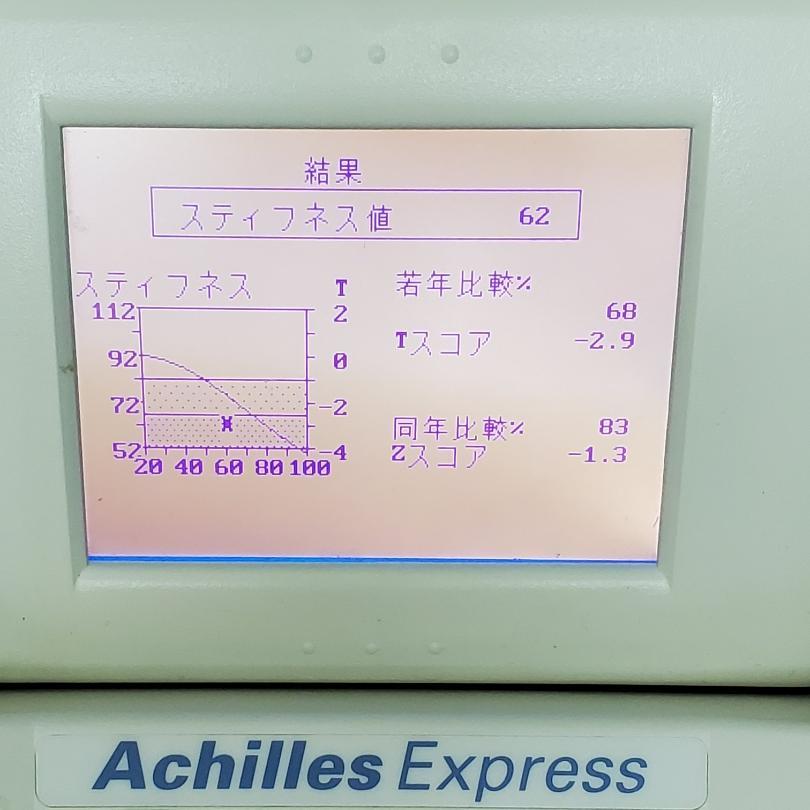 結果
スティフネス値 62
スティフネス T
112 2
92 0
72 -2
52 -4
20 40 60 80 100
若年比較% 68
Tスコア -2.9
同年比較% 83
Zスコア -1.3
Achilles Express